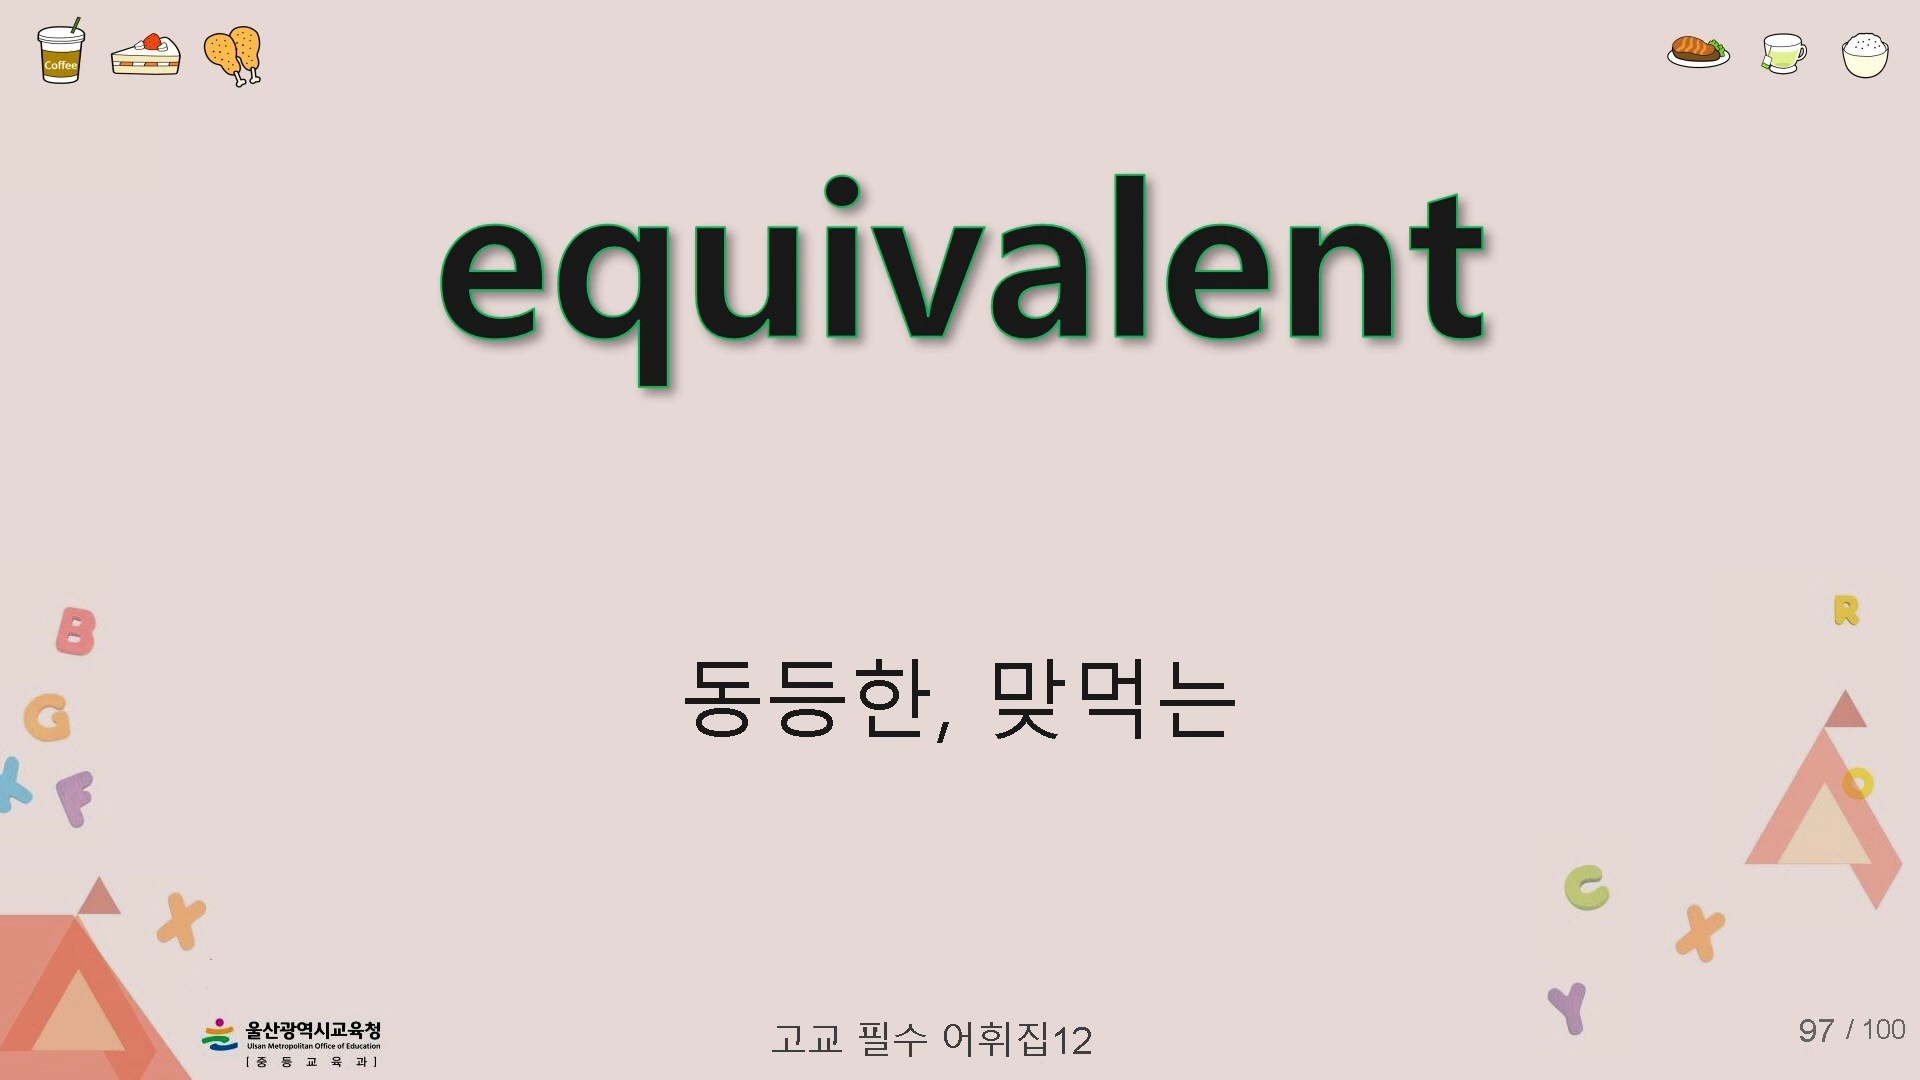 Coffee
equivalent
동등한, 맞먹는
B
R
G
K
F
O
C
X
X
Y
울산광역시교육청
Ulsan Metropolitan Office of Education
[ 중 등 교 육 과 ]
고교 필수 어휘집12
97 / 100